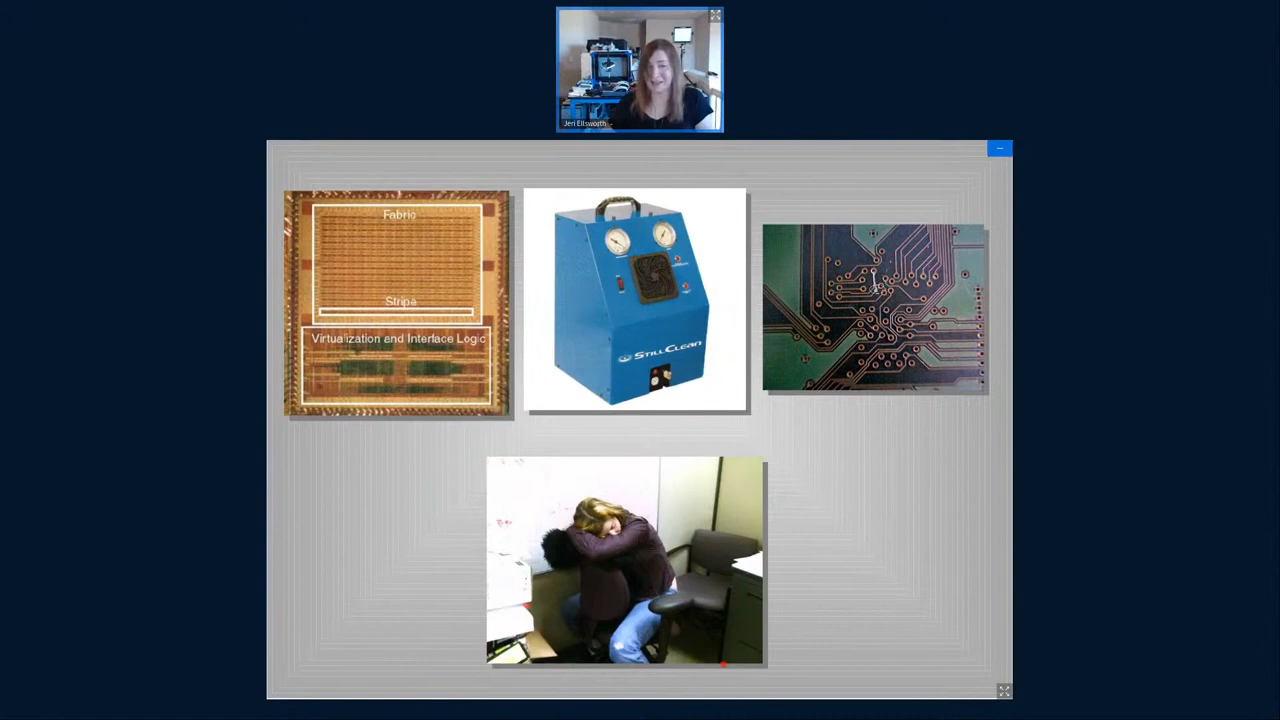 Jeri Ellsworth
Fabric
Stripe
Virtualization and Interface Logic
STILLCLEAN